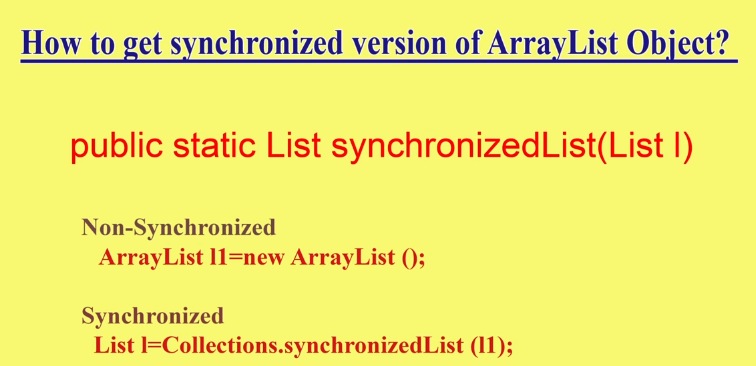 How to get synchronized version of ArrayList Object?
public static List synchronizedList(List l)
Non-Synchronized
ArrayList l1=new ArrayList ();
Synchronized
List l=Collections.synchronizedList (l1);